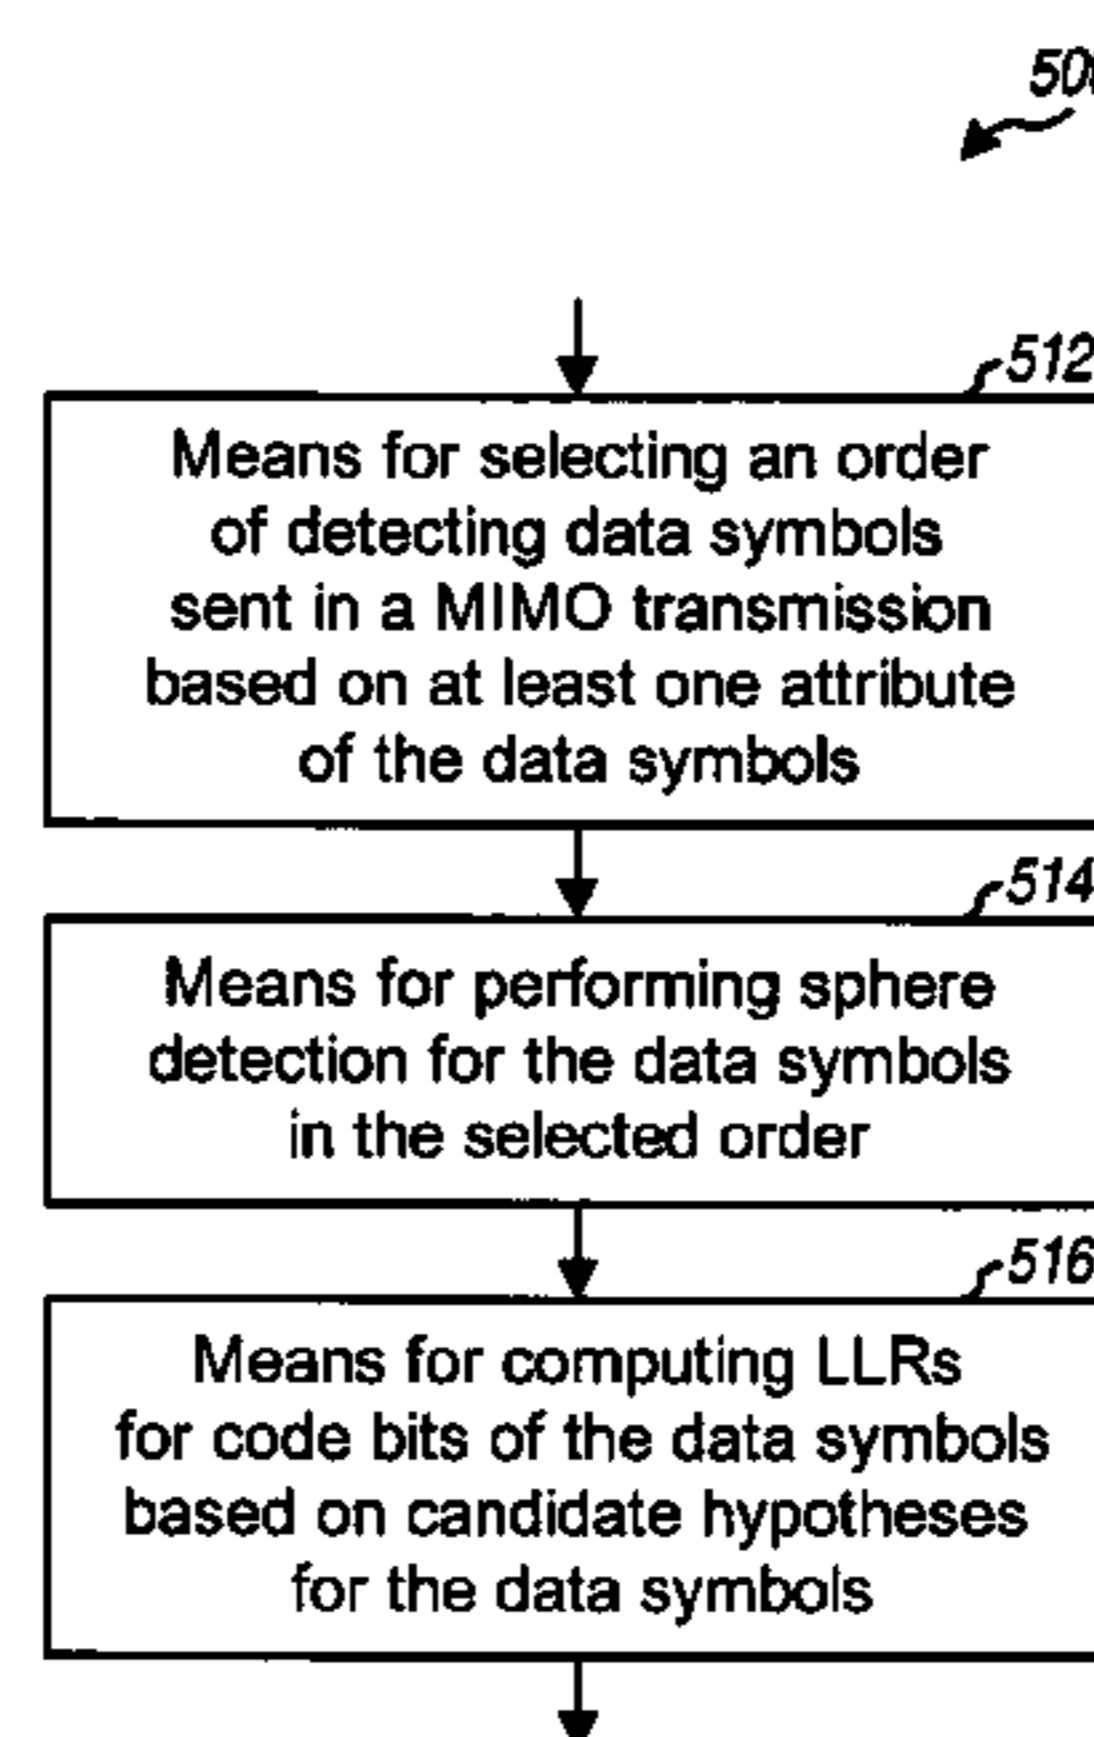 512
Means for selecting an order
of detecting data symbols
sent in a MIMO transmission
based on at least one attribute
of the data symbols
514
Means for performing sphere
detection for the data symbols
in the selected order
516
Means for computing LLRs
for code bits of the data symbols
based on candidate hypotheses
for the data symbols